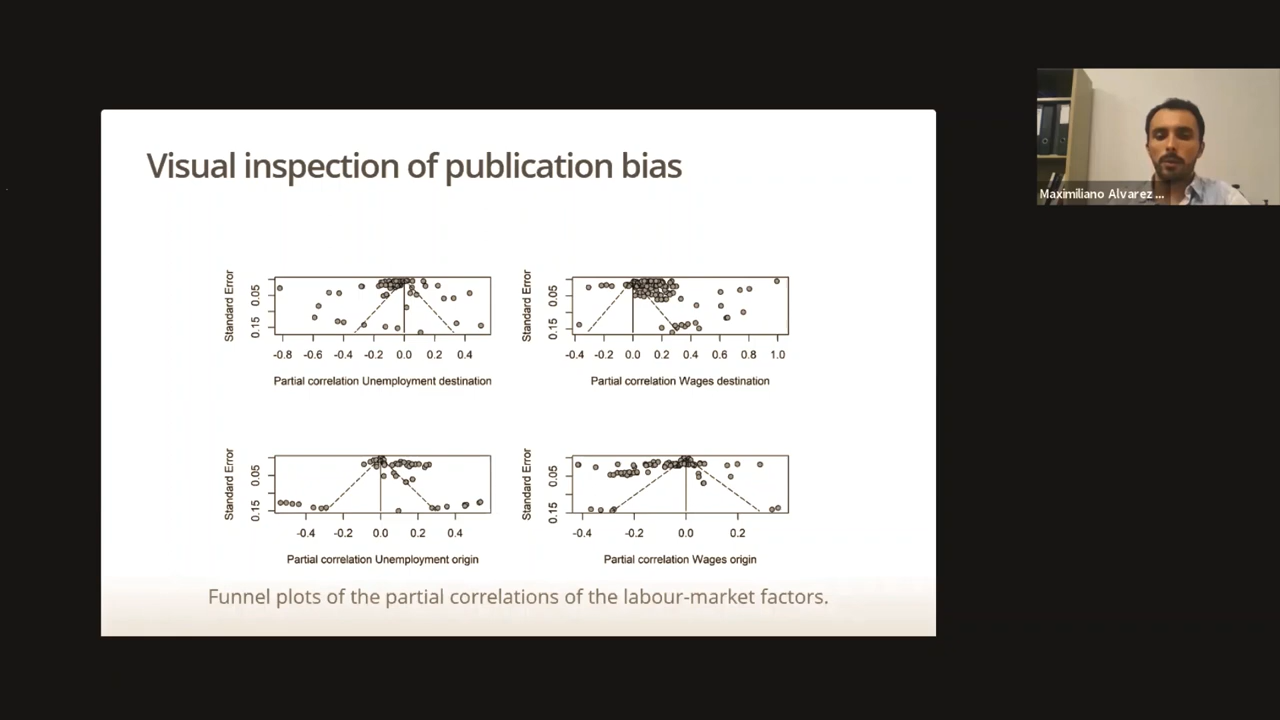 Visual inspection of publication bias
Maximiliano Alvarez ...
Standard Error
0.05
0.15
-0.8 -0.6 -0.4 -0.2 0.0 0.2 0.4
Partial correlation Unemployment destination
Standard Error
0.05
0.15
-0.4 -0.2 0.0 0.2 0.4 0.6 0.8 1.0
Partial correlation Wages destination
Standard Error
0.05
0.15
-0.4 -0.2 0.0 0.2 0.4
Partial correlation Unemployment origin
Standard Error
0.05
0.15
-0.4 -0.2 0.0 0.2
Partial correlation Wages origin
Funnel plots of the partial correlations of the labour-market factors.